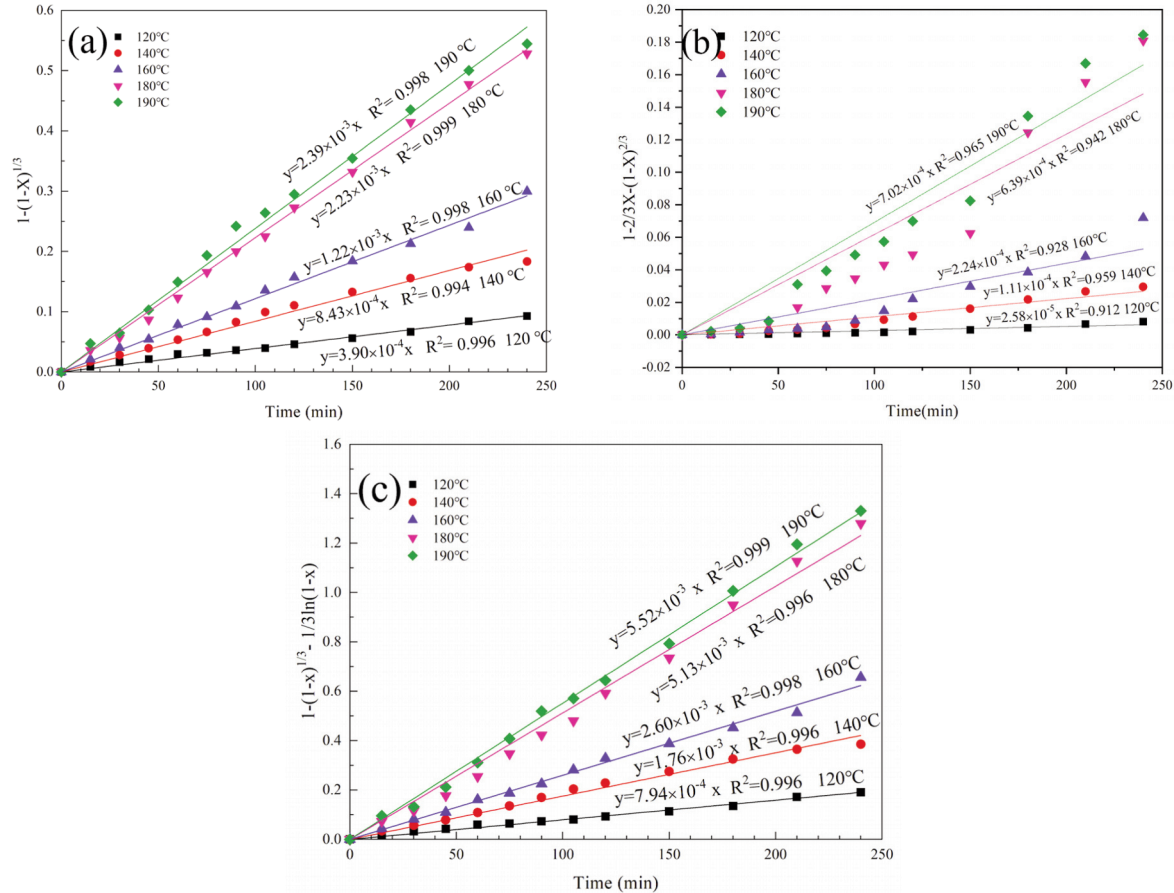 (a)
120℃
140℃
160℃
180℃
190℃
y=2.39×10⁻³x R²= 0.998 190 ℃
y=2.23×10⁻³x R²= 0.999 180 ℃
y=1.22×10⁻³x R²= 0.998 160 ℃
y=8.43×10⁻⁴x R²= 0.994 140 ℃
y=3.90×10⁻⁴x R²= 0.996 120 ℃
0.6
0.5
0.4
0.3
0.2
0.1
0.0
0 50 100 150 200 250
Time (min)
1-(1-X)^1/3
(b)
120℃
140℃
160℃
180℃
190℃
y=7.02×10⁻⁴x R²=0.965 190℃
y=6.39×10⁻⁴x R²=0.942 180℃
y=2.24×10⁻⁴x R²=0.928 160℃
y=1.11×10⁻⁴x R²=0.959 140℃
y=2.58×10⁻⁵x R²=0.912 120℃
0.20
0.18
0.16
0.14
0.12
0.10
0.08
0.06
0.04
0.02
0.00
-0.02
0 50 100 150 200 250
Time(min)
1-2/3X-(1-X)^2/3
(c)
120℃
140℃
160℃
180℃
190℃
y=5.52×10⁻³ x R²=0.999 190℃
y=5.13×10⁻³ x R²=0.996 180℃
y=2.60×10⁻³ x R²=0.998 160℃
y=1.76×10⁻³ x R²=0.996 140℃
y=7.94×10⁻⁴ x R²=0.996 120℃
1.6
1.4
1.2
1.0
0.8
0.6
0.4
0.2
0.0
0 50 100 150 200 250
Time (min)
1-(1-x)^1/3- 1/3ln(1-x)